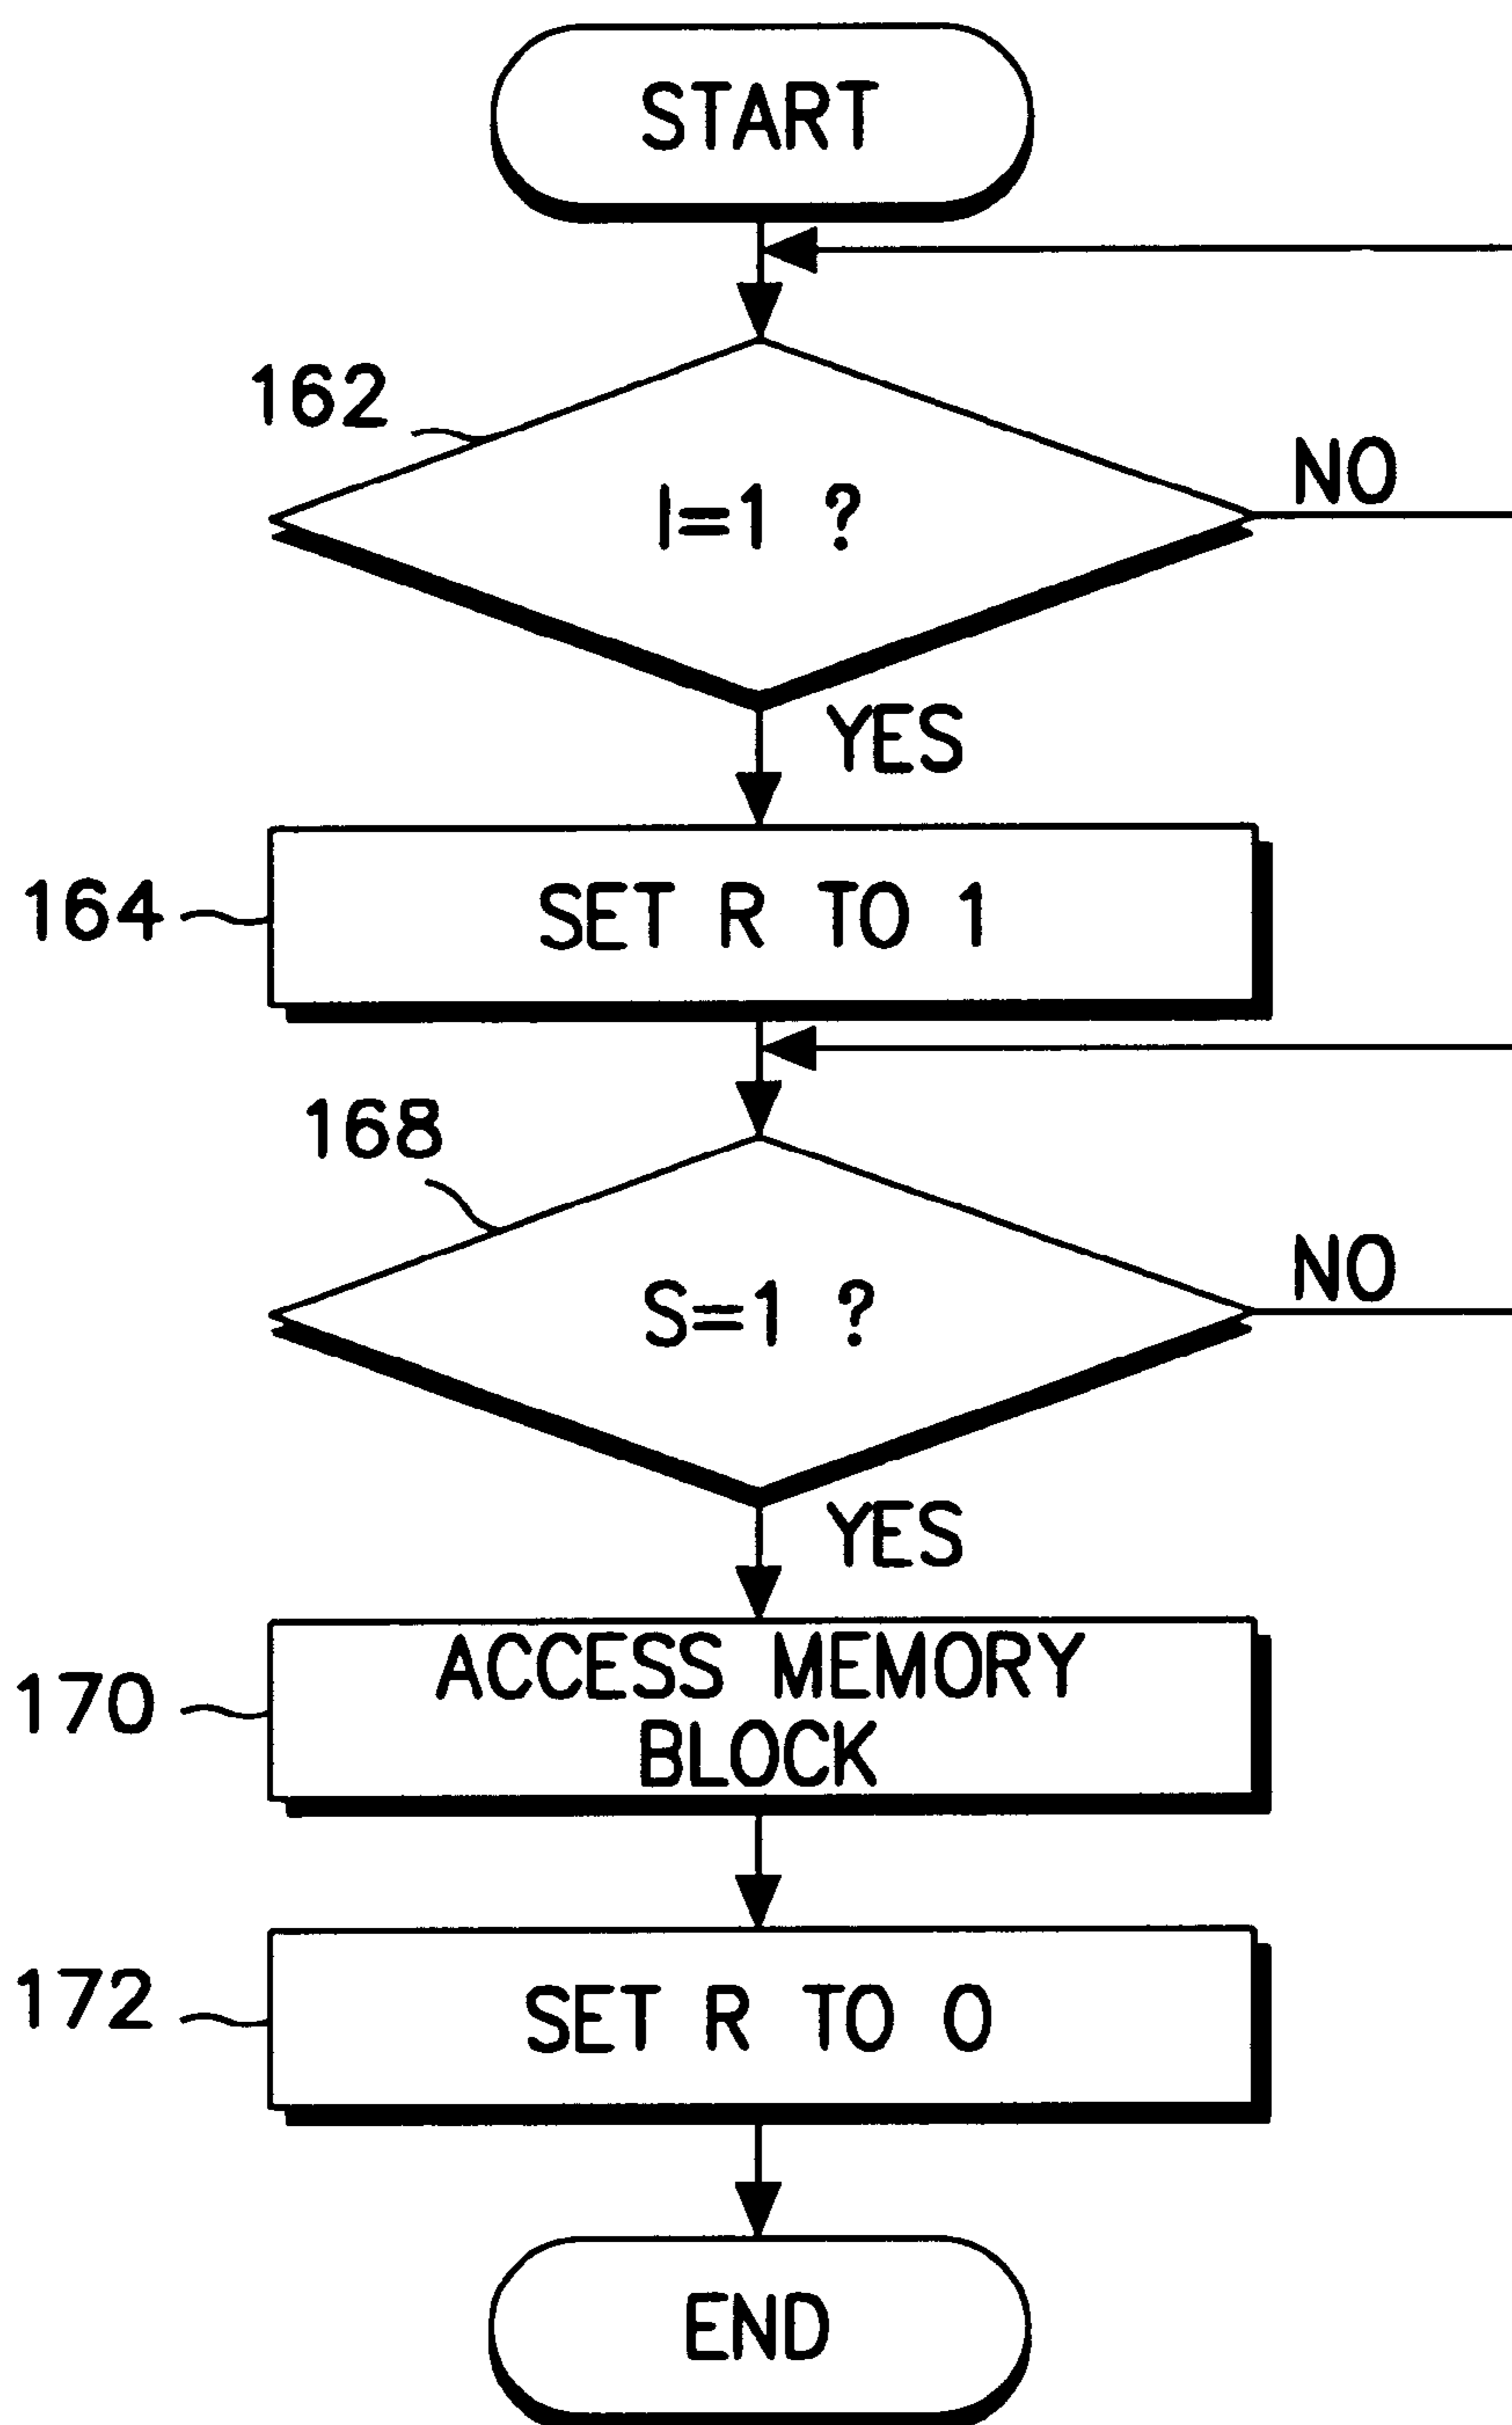 START
162
I=1 ?
NO
YES
164
SET R TO 1
168
S=1 ?
NO
YES
170
ACCESS MEMORY
BLOCK
172
SET R TO 0
END